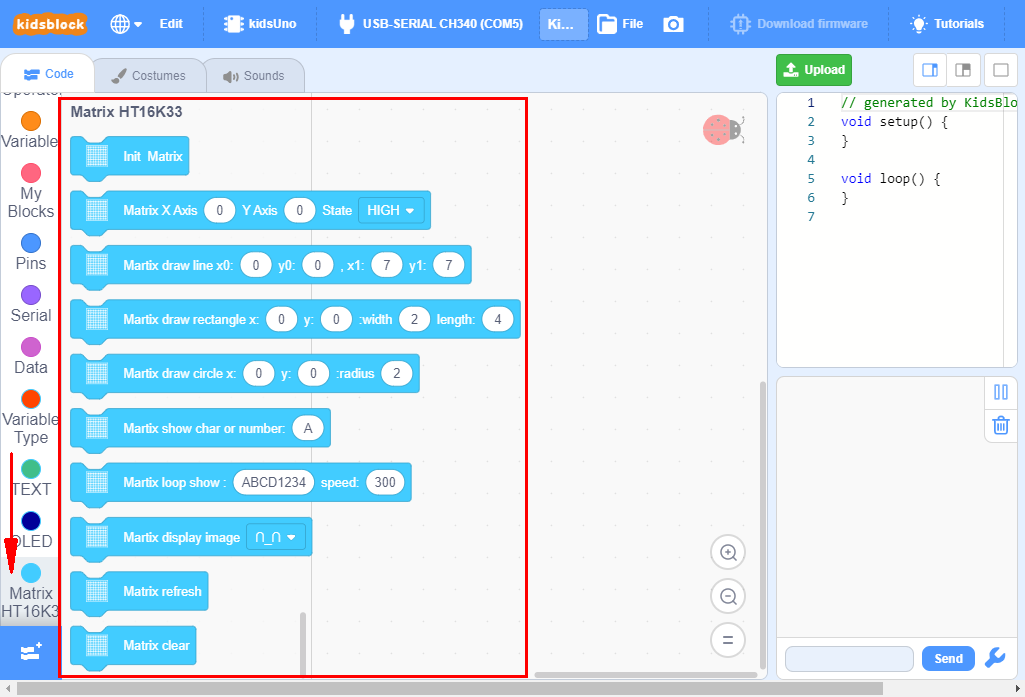 kidsblock
Edit
kidsUno
USB-SERIAL CH340 (COM5)
Ki...
File
Download firmware
Tutorials
Code
Costumes
Sounds
Upload
Operator
Variable
My
Blocks
Pins
Serial
Data
Variable
Type
TEXT
OLED
Matrix
HT16K3
Matrix HT16K33
Init Matrix
Matrix X Axis 0 Y Axis 0 State HIGH
Martix draw line x0: 0 y0: 0 , x1: 7 y1: 7
Martix draw rectangle x: 0 y: 0 :width 2 length: 4
Martix draw circle x: 0 y: 0 :radius 2
Martix show char or number: A
Martix loop show : ABCD1234 speed: 300
Martix display image ᑎ_ᑎ
Matrix refresh
Matrix clear
1 // generated by KidsBlo
2 void setup() {
3 }
4
5 void loop() {
6 }
7
Send